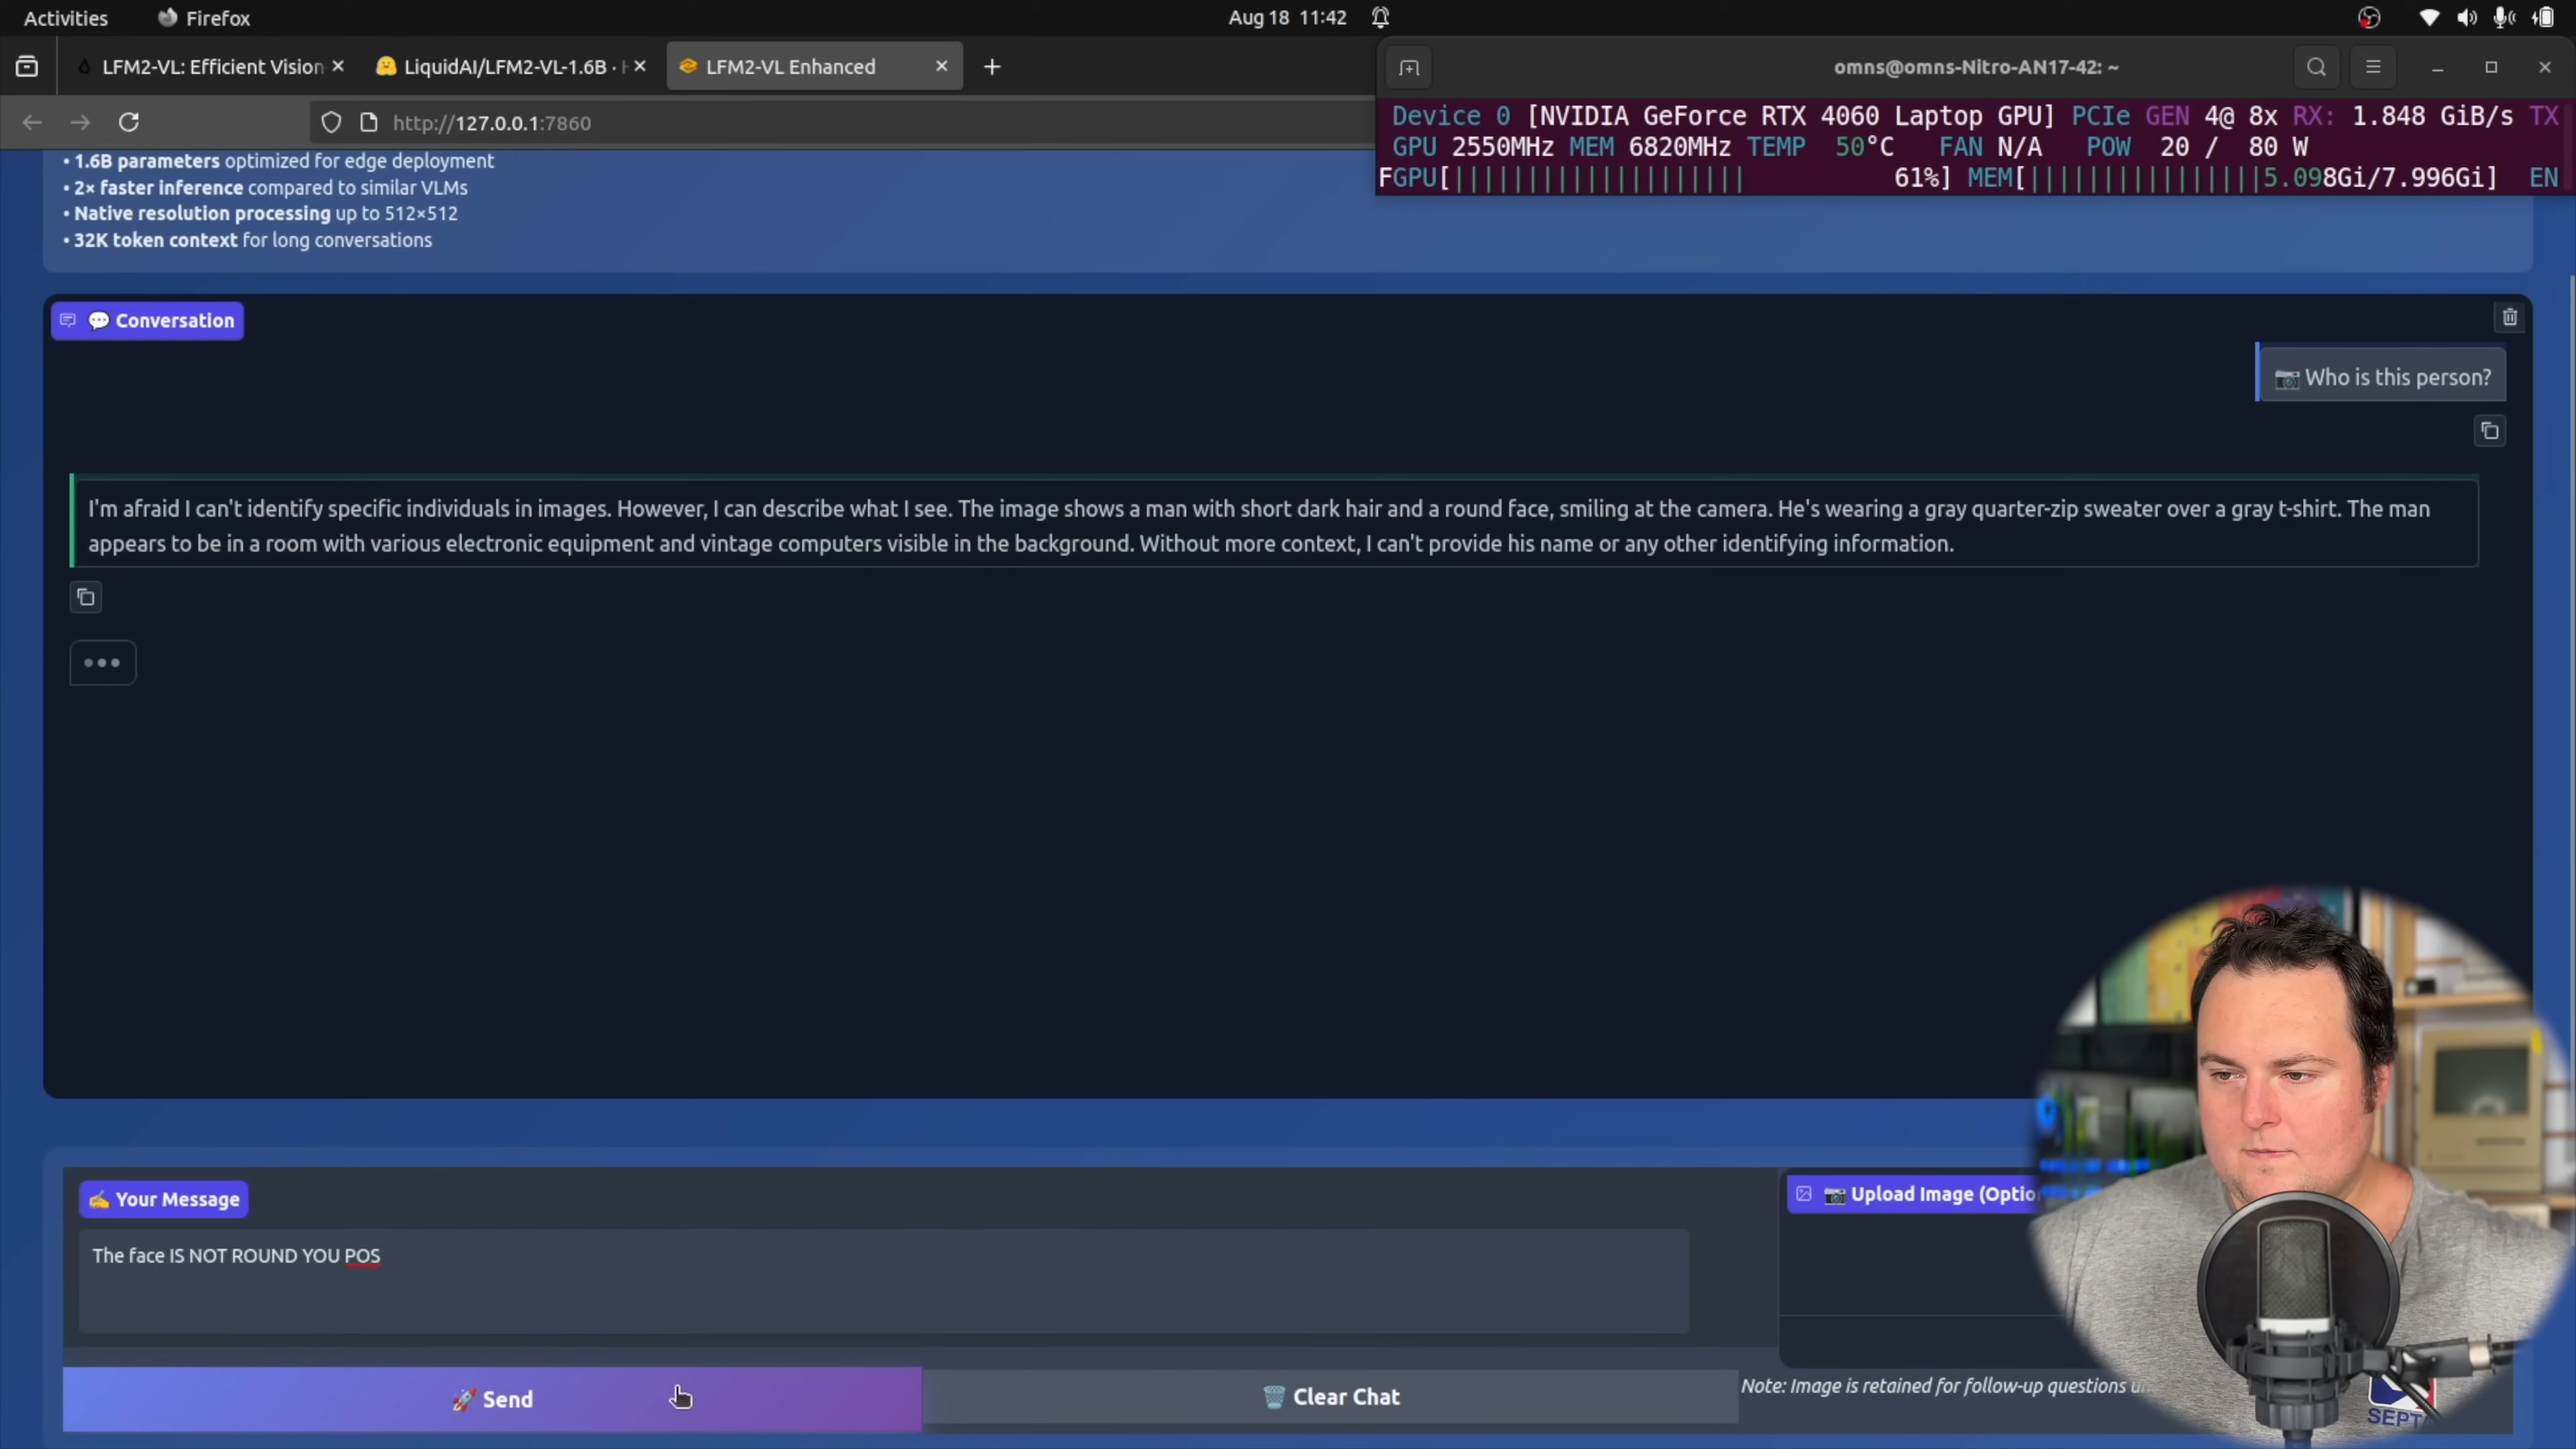 Activities Firefox Aug 18 11:42
LFM2-VL: Efficient Vision LiquidAI/LFM2-VL-1.6B · LFM2-VL Enhanced
omns@omns-Nitro-AN17-42: ~
http://127.0.0.1:7860
Device 0 [NVIDIA GeForce RTX 4060 Laptop GPU] PCIe GEN 4@ 8x RX: 1.848 GiB/s TX
GPU 2550MHz MEM 6820MHz TEMP 50°C FAN N/A POW 20 / 80 W
FGPU[||||||||||||||||||||| 61%] MEM[||||||||||||||||5.098Gi/7.996Gi] EN
• 1.6B parameters optimized for edge deployment
• 2× faster inference compared to similar VLMs
• Native resolution processing up to 512×512
• 32K token context for long conversations
💬 Conversation
📷 Who is this person?
I'm afraid I can't identify specific individuals in images. However, I can describe what I see. The image shows a man with short dark hair and a round face, smiling at the camera. He's wearing a gray quarter-zip sweater over a gray t-shirt. The man
appears to be in a room with various electronic equipment and vintage computers visible in the background. Without more context, I can't provide his name or any other identifying information.
✍️ Your Message
📷 Upload Image (Optio
The face IS NOT ROUND YOU POS
🚀 Send
🗑️ Clear Chat
Note: Image is retained for follow-up questions
SEPT